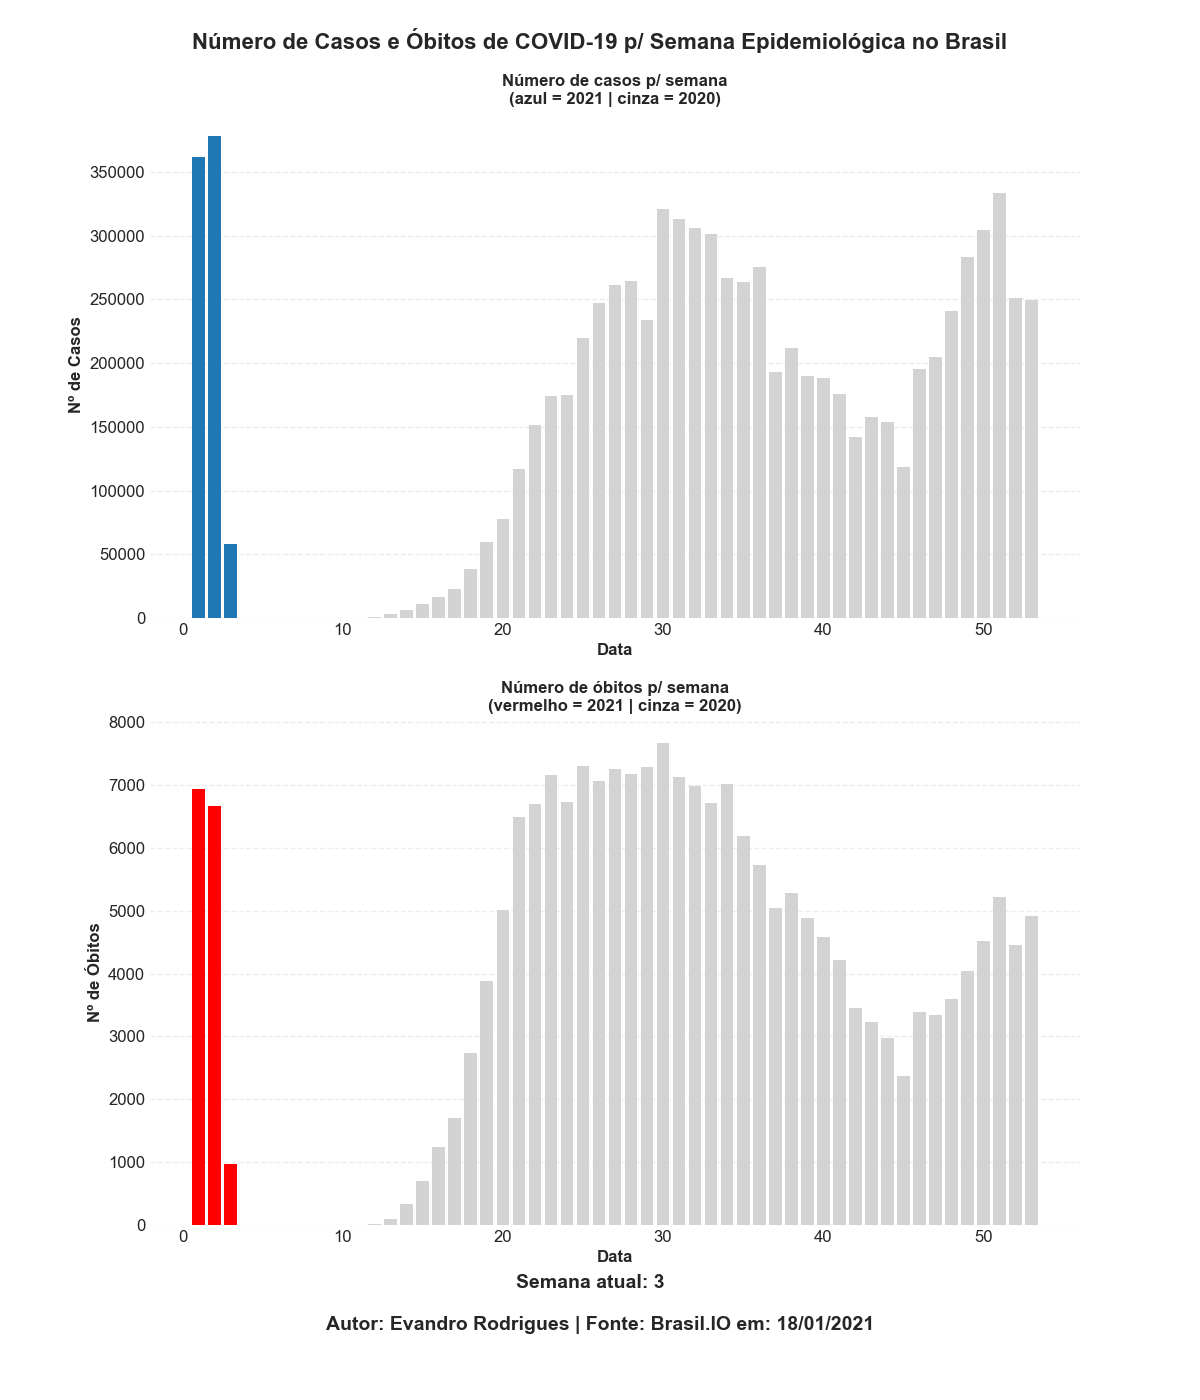 Número de Casos e Óbitos de COVID-19 p/ Semana Epidemiológica no Brasil
Número de casos p/ semana
(azul = 2021 | cinza = 2020)
350000
300000
250000
200000
150000
100000
50000
0
Nº de Casos
0 10 20 30 40 50
Data
Número de óbitos p/ semana
(vermelho = 2021 | cinza = 2020)
8000
7000
6000
5000
4000
3000
2000
1000
0
Nº de Óbitos
0 10 20 30 40 50
Data
Semana atual: 3
Autor: Evandro Rodrigues | Fonte: Brasil.IO em: 18/01/2021